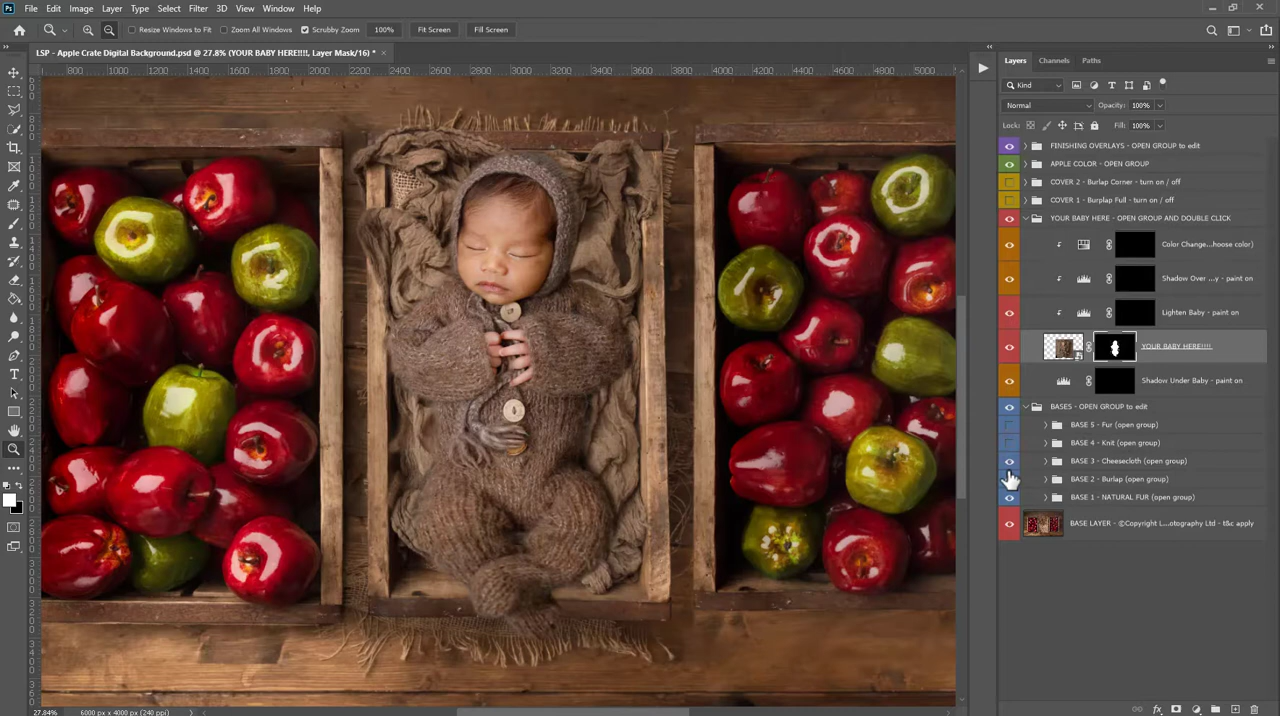 Ps File Edit Image Layer Type Select Filter 3D View Window Help
Resize Windows to Fit Zoom All Windows Scrubby Zoom 100% Fit Screen Fill Screen
LSP - Apple Crate Digital Background.psd @ 27.8% (YOUR BABY HERE!!!!, Layer Mask/16) * ×
800 1000 1200 1400 1600 1800 2000 2200 2400 2600 2800 3000 3200 3400 3600 3800 4000 4200 4400 4600 4800 5000
Layers Channels Paths
Kind
Normal Opacity: 100%
Lock: Fill: 100%
FINISHING OVERLAYS - OPEN GROUP to edit
APPLE COLOR - OPEN GROUP
COVER 2 - Burlap Corner - turn on / off
COVER 1 - Burplap Full - turn on / off
YOUR BABY HERE - OPEN GROUP AND DOUBLE CLICK
Color Change...hoose color)
Shadow Over ...y - paint on
Lighten Baby - paint on
YOUR BABY HERE!!!!
Shadow Under Baby - paint on
BASES - OPEN GROUP to edit
BASE 5 - Fur (open group)
BASE 4 - Knit (open group)
BASE 3 - Cheesecloth (open group)
BASE 2 - Burlap (open group)
BASE 1 - NATURAL FUR (open group)
BASE LAYER - ©Copyright L...otography Ltd - t&c apply
27.84% 6000 px x 4000 px (240 ppi)